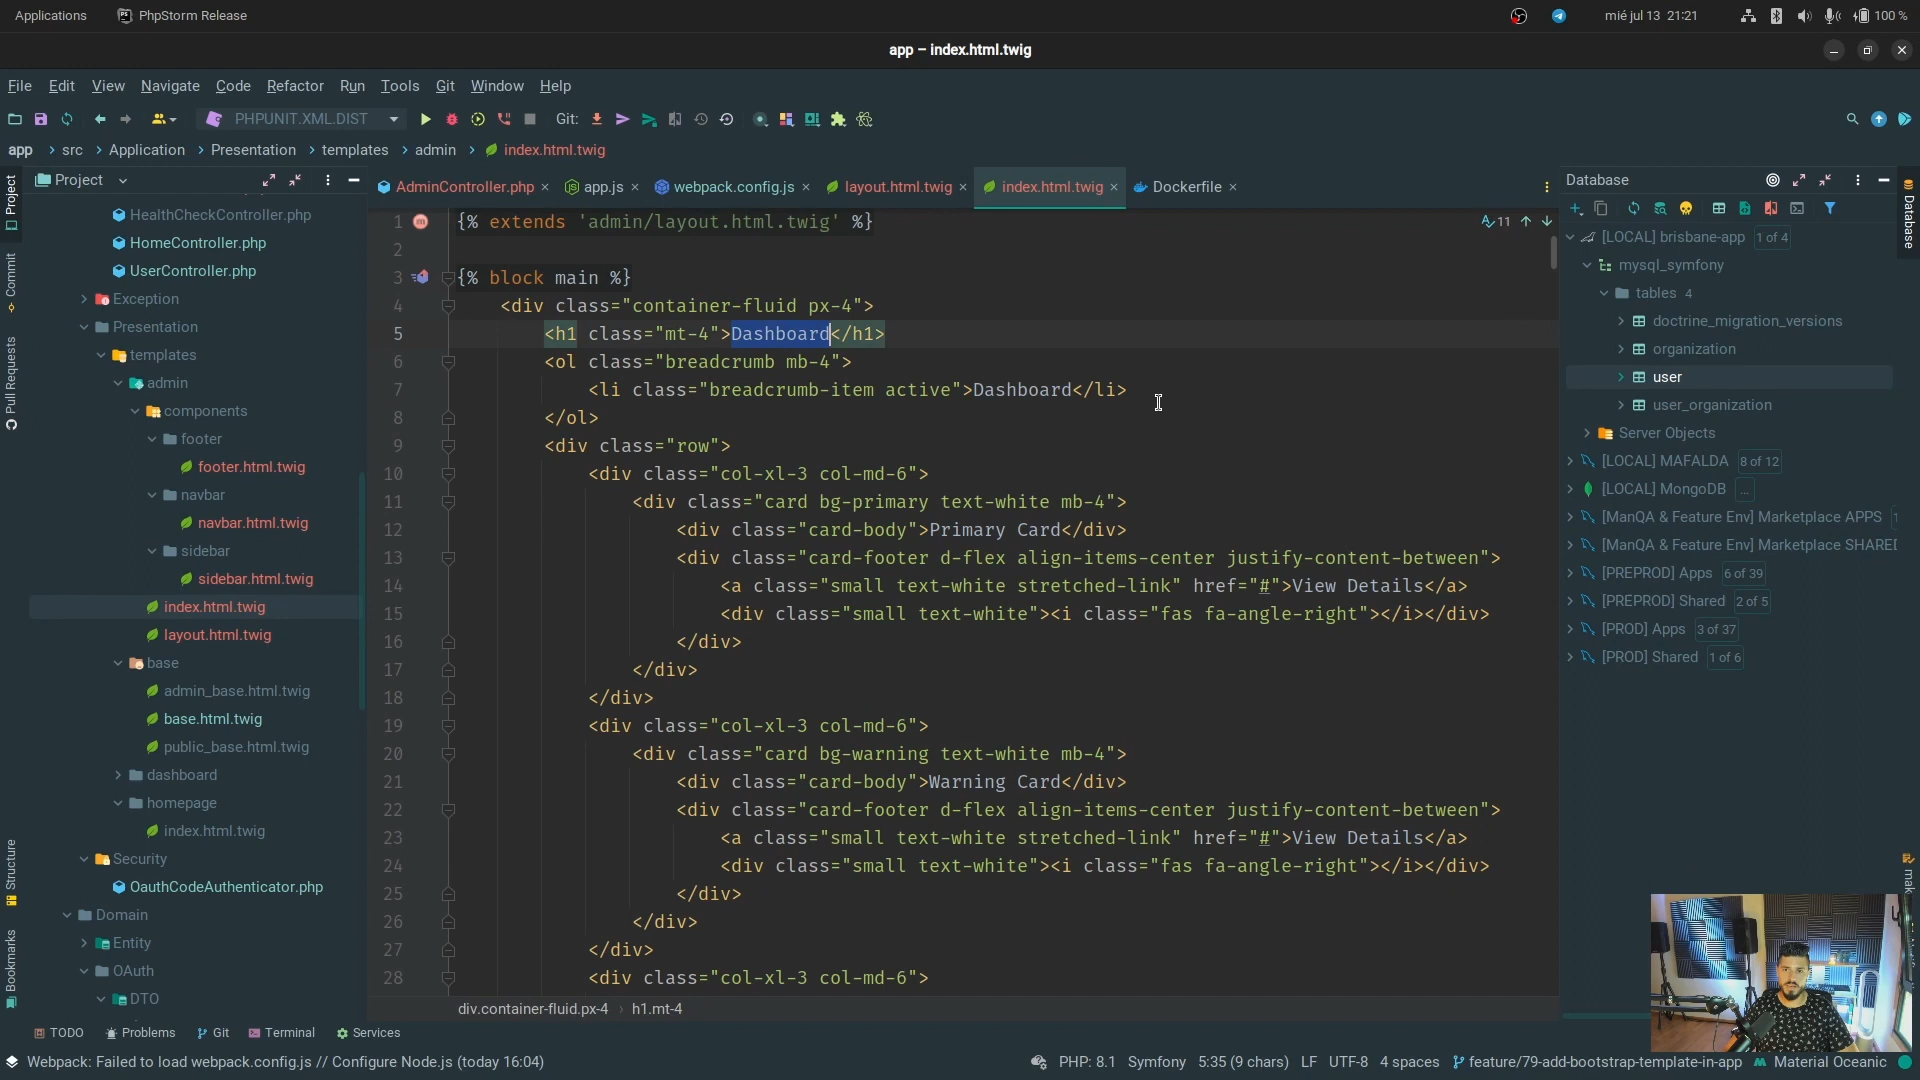 Applications PhpStorm Release mié jul 13 21:21 100 %
app – index.html.twig
File Edit View Navigate Code Refactor Run Tools Git Window Help
PHPUNIT.XML.DIST Git:
app › src › Application › Presentation › templates › admin › index.html.twig
Project
AdminController.php × app.js × webpack.config.js × layout.html.twig × index.html.twig × Dockerfile ×
Database
Project
Commit
Pull Requests
Structure
Bookmarks
HealthCheckController.php
HomeController.php
UserController.php
Exception
Presentation
templates
admin
components
footer
footer.html.twig
navbar
navbar.html.twig
sidebar
sidebar.html.twig
index.html.twig
layout.html.twig
base
admin_base.html.twig
base.html.twig
public_base.html.twig
dashboard
homepage
index.html.twig
Security
OauthCodeAuthenticator.php
Domain
Entity
OAuth
DTO
11
1 {% extends 'admin/layout.html.twig' %}
2
3 {% block main %}
4 <div class="container-fluid px-4">
5 <h1 class="mt-4">Dashboard</h1>
6 <ol class="breadcrumb mb-4">
7 <li class="breadcrumb-item active">Dashboard</li>
8 </ol>
9 <div class="row">
10 <div class="col-xl-3 col-md-6">
11 <div class="card bg-primary text-white mb-4">
12 <div class="card-body">Primary Card</div>
13 <div class="card-footer d-flex align-items-center justify-content-between">
14 <a class="small text-white stretched-link" href="#">View Details</a>
15 <div class="small text-white"><i class="fas fa-angle-right"></i></div>
16 </div>
17 </div>
18 </div>
19 <div class="col-xl-3 col-md-6">
20 <div class="card bg-warning text-white mb-4">
21 <div class="card-body">Warning Card</div>
22 <div class="card-footer d-flex align-items-center justify-content-between">
23 <a class="small text-white stretched-link" href="#">View Details</a>
24 <div class="small text-white"><i class="fas fa-angle-right"></i></div>
25 </div>
26 </div>
27 </div>
28 <div class="col-xl-3 col-md-6">
div.container-fluid.px-4 › h1.mt-4
[LOCAL] brisbane-app 1 of 4
mysql_symfony
tables 4
doctrine_migration_versions
organization
user
user_organization
Server Objects
[LOCAL] MAFALDA 8 of 12
[LOCAL] MongoDB ...
[ManQA & Feature Env] Marketplace APPS 1
[ManQA & Feature Env] Marketplace SHARED
[PREPROD] Apps 6 of 39
[PREPROD] Shared 2 of 5
[PROD] Apps 3 of 37
[PROD] Shared 1 of 6
Database
mak
TODO Problems Git Terminal Services
Webpack: Failed to load webpack.config.js // Configure Node.js (today 16:04) PHP: 8.1 Symfony 5:35 (9 chars) LF UTF-8 4 spaces feature/79-add-bootstrap-template-in-app Material Oceanic